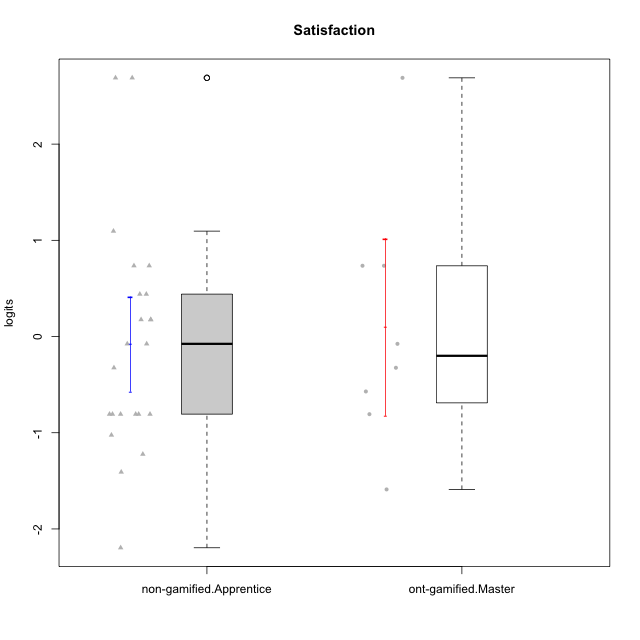 Satisfaction
logits
2
1
0
-1
-2
non-gamified.Apprentice
ont-gamified.Master